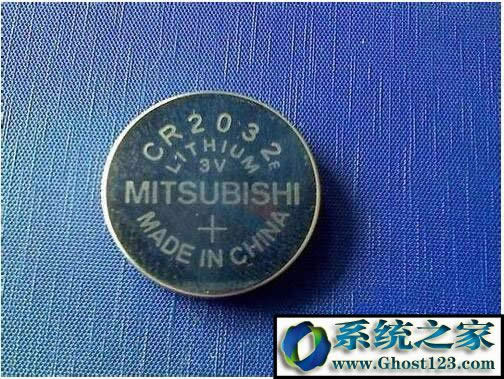 CR2032
E
LITHIUM
3V
MITSUBISHI
+
MADE IN CHINA
系统之家
www.Ghost123.com